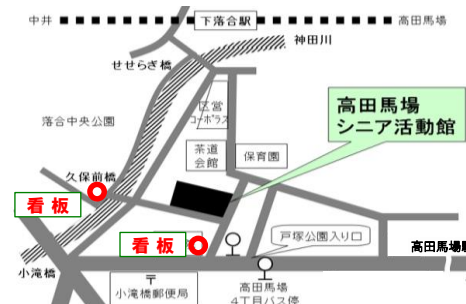 中井
下落合駅
高田馬場
神田川
せせらぎ橋
区営
コーポラス
高田馬場
シニア活動館
落合中央公園
茶道
会館
保育園
久保前橋
看板
看板
戸塚公園入り口
小滝橋
〒
小滝橋郵便局
高田馬場
4丁目バス停